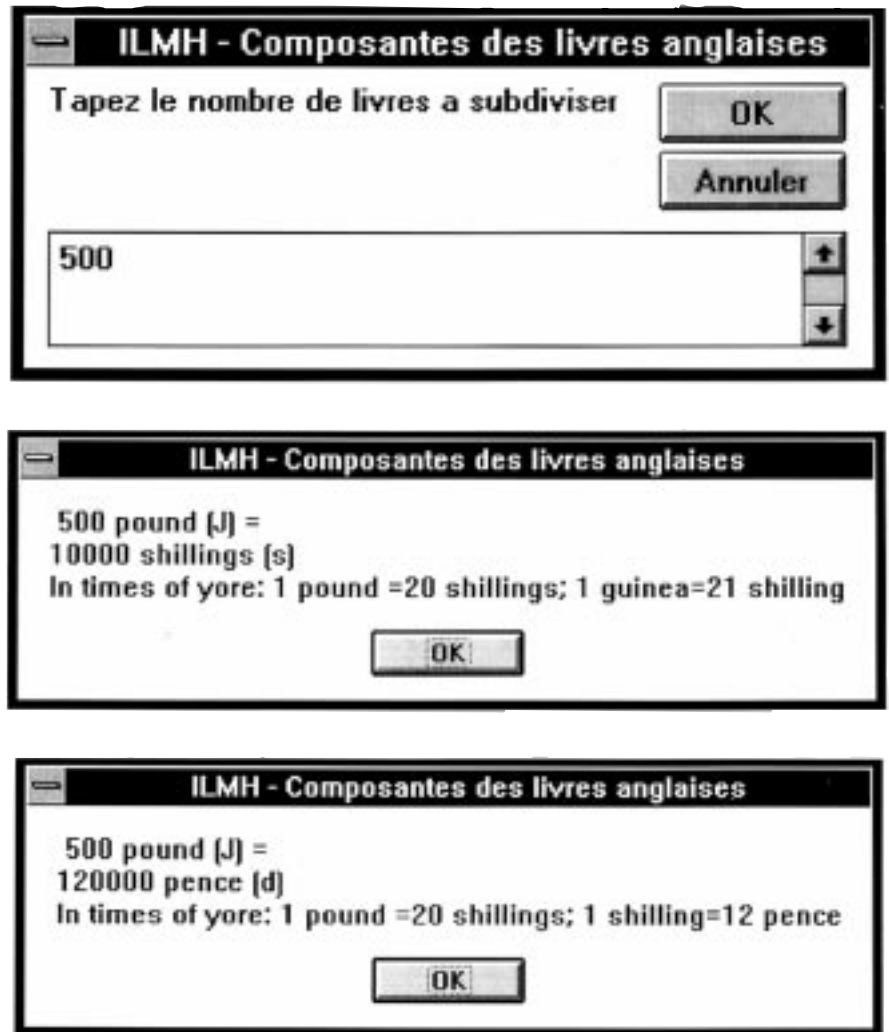 ILMH - Composantes des livres anglaises
Tapez le nombre de livres a subdiviser
OK
Annuler
500
ILMH - Composantes des livres anglaises
500 pound (J) =
10000 shillings (s)
In times of yore: 1 pound =20 shillings; 1 guinea=21 shilling
OK
ILMH - Composantes des livres anglaises
500 pound (J) =
120000 pence (d)
In times of yore: 1 pound =20 shillings; 1 shilling=12 pence
OK